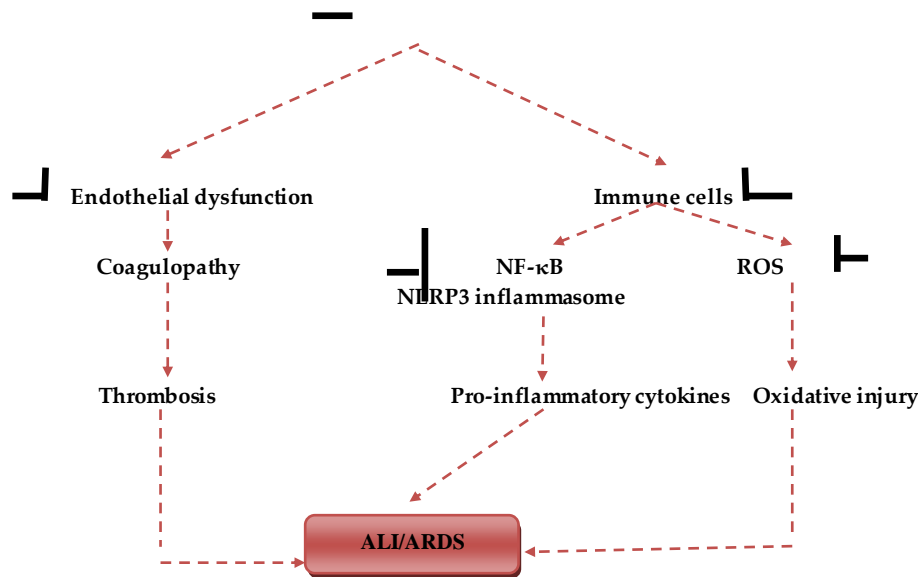 Endothelial dysfunction
Immune cells
Coagulopathy
NF-κB
ROS
NLRP3 inflammasome
Thrombosis
Pro-inflammatory cytokines
Oxidative injury
ALI/ARDS